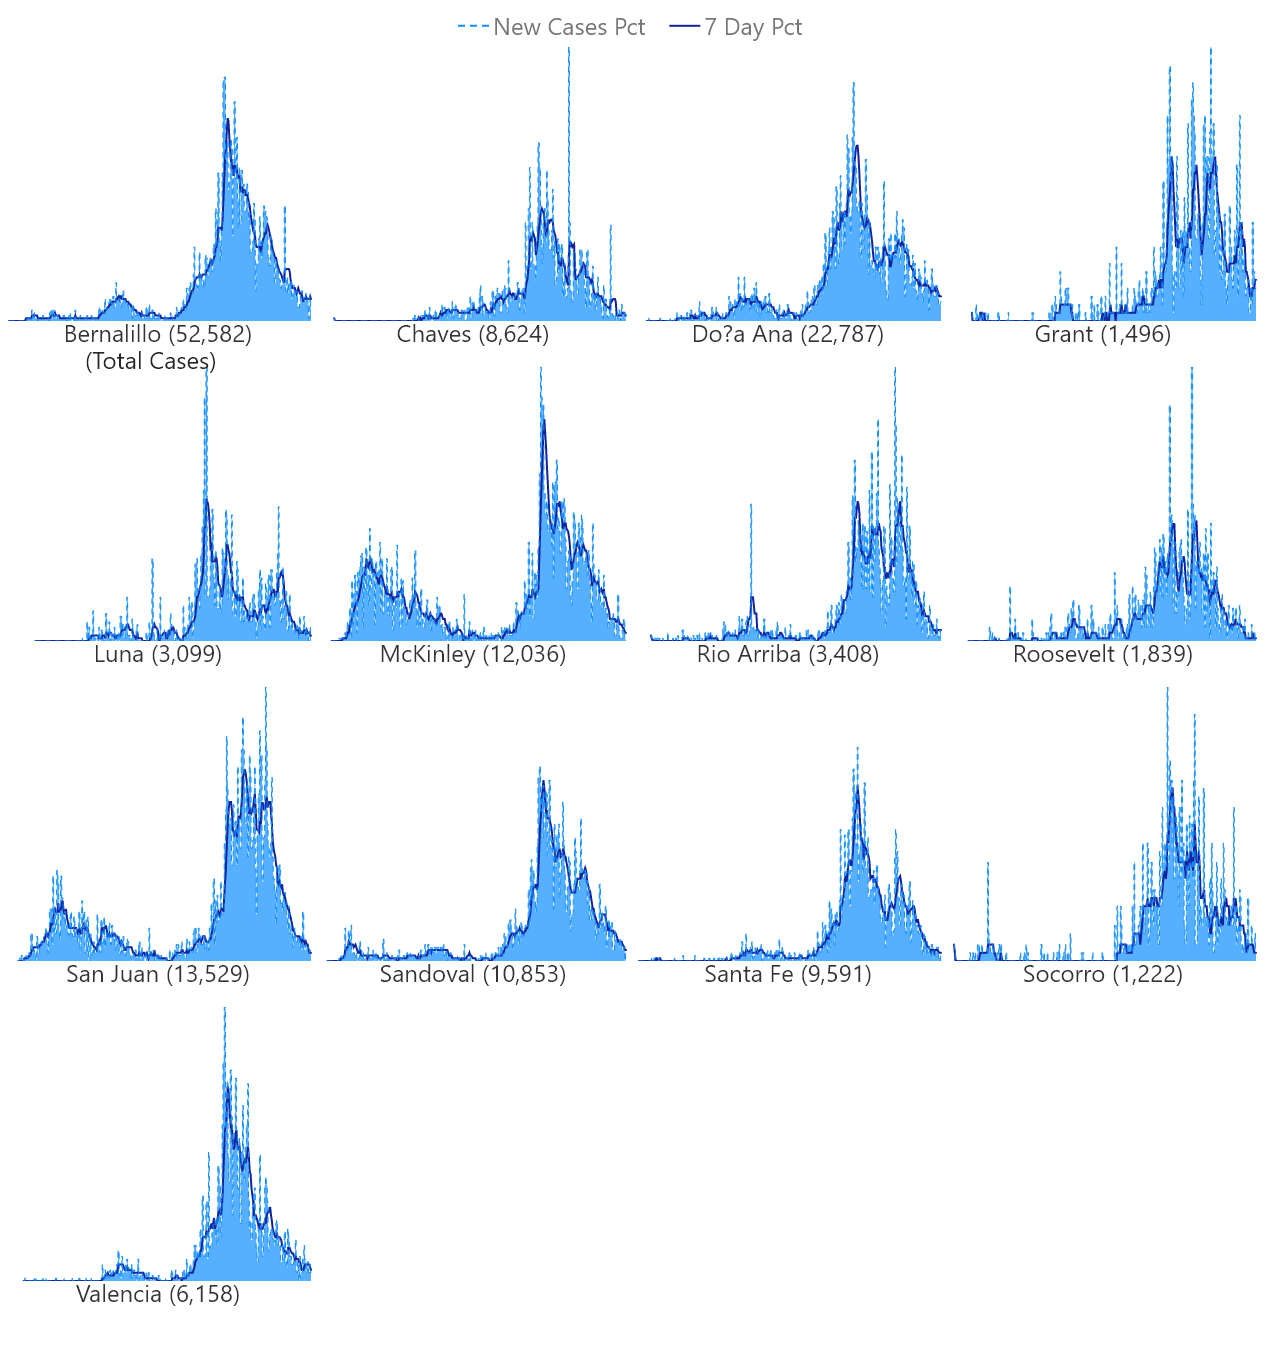 New Cases Pct 7 Day Pct
Bernalillo (52,582) Chaves (8,624) Do?a Ana (22,787) Grant (1,496)
(Total Cases)
Luna (3,099) McKinley (12,036) Rio Arriba (3,408) Roosevelt (1,839)
San Juan (13,529) Sandoval (10,853) Santa Fe (9,591) Socorro (1,222)
Valencia (6,158)